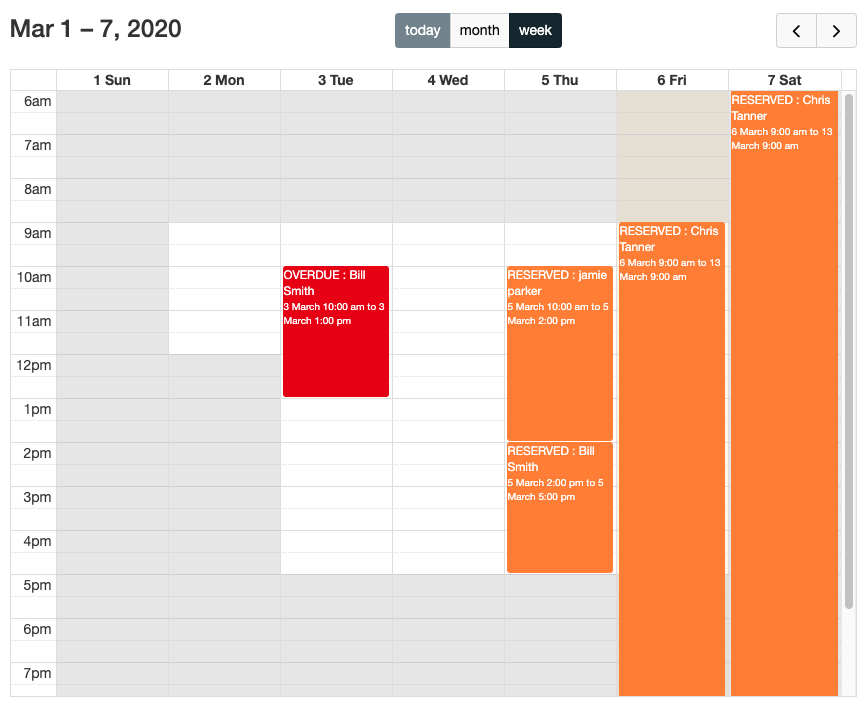 Mar 1 – 7, 2020
today month week
1 Sun 2 Mon 3 Tue 4 Wed 5 Thu 6 Fri 7 Sat
6am
7am
8am
9am
10am
11am
12pm
1pm
2pm
3pm
4pm
5pm
6pm
7pm
OVERDUE : Bill
Smith
3 March 10:00 am to 3
March 1:00 pm
RESERVED : jamie
parker
5 March 10:00 am to 5
March 2:00 pm
RESERVED : Bill
Smith
5 March 2:00 pm to 5
March 5:00 pm
RESERVED : Chris
Tanner
6 March 9:00 am to 13
March 9:00 am
RESERVED : Chris
Tanner
6 March 9:00 am to 13
March 9:00 am